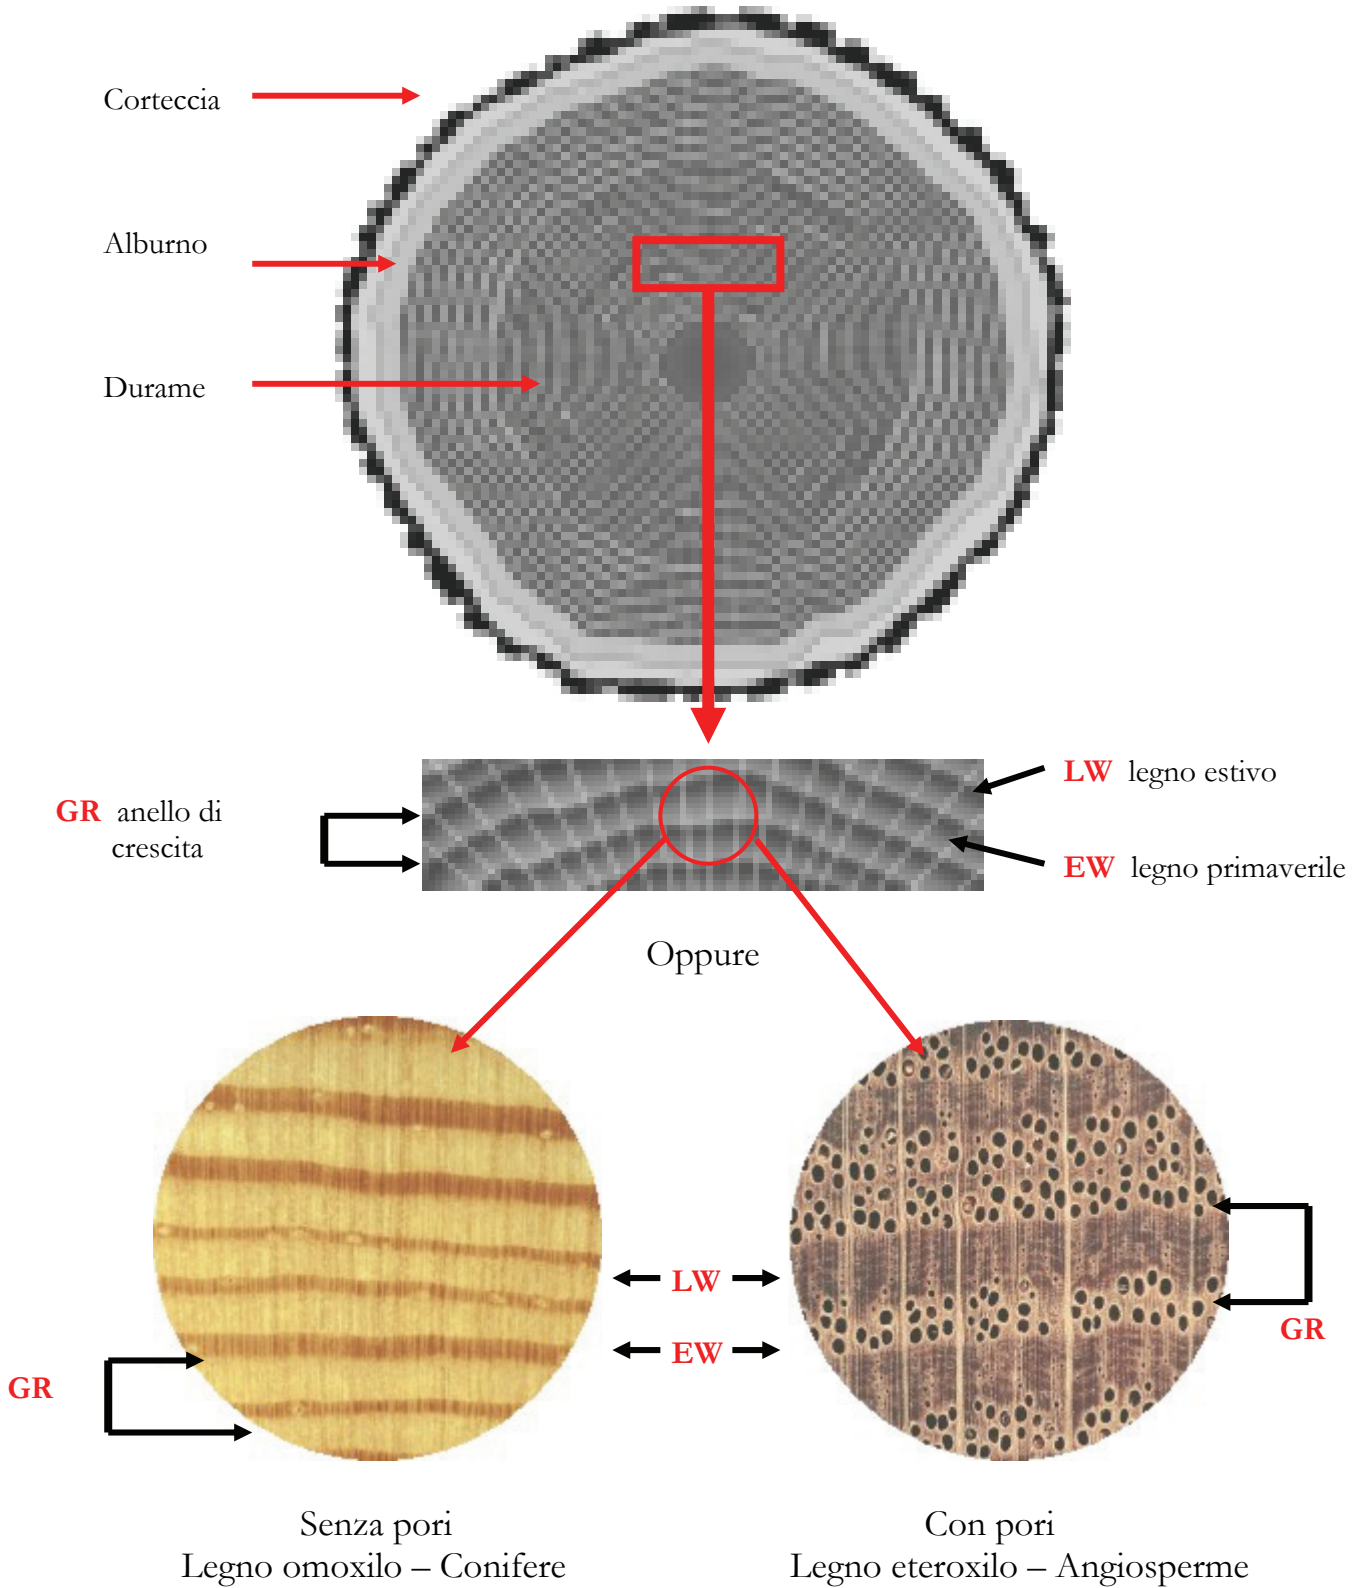 Corteccia
Alburno
Durame
GR anello di
crescita
LW legno estivo
EW legno primaverile
Oppure
LW
EW
GR
GR
Senza pori
Legno omoxilo – Conifere
Con pori
Legno eteroxilo – Angiosperme